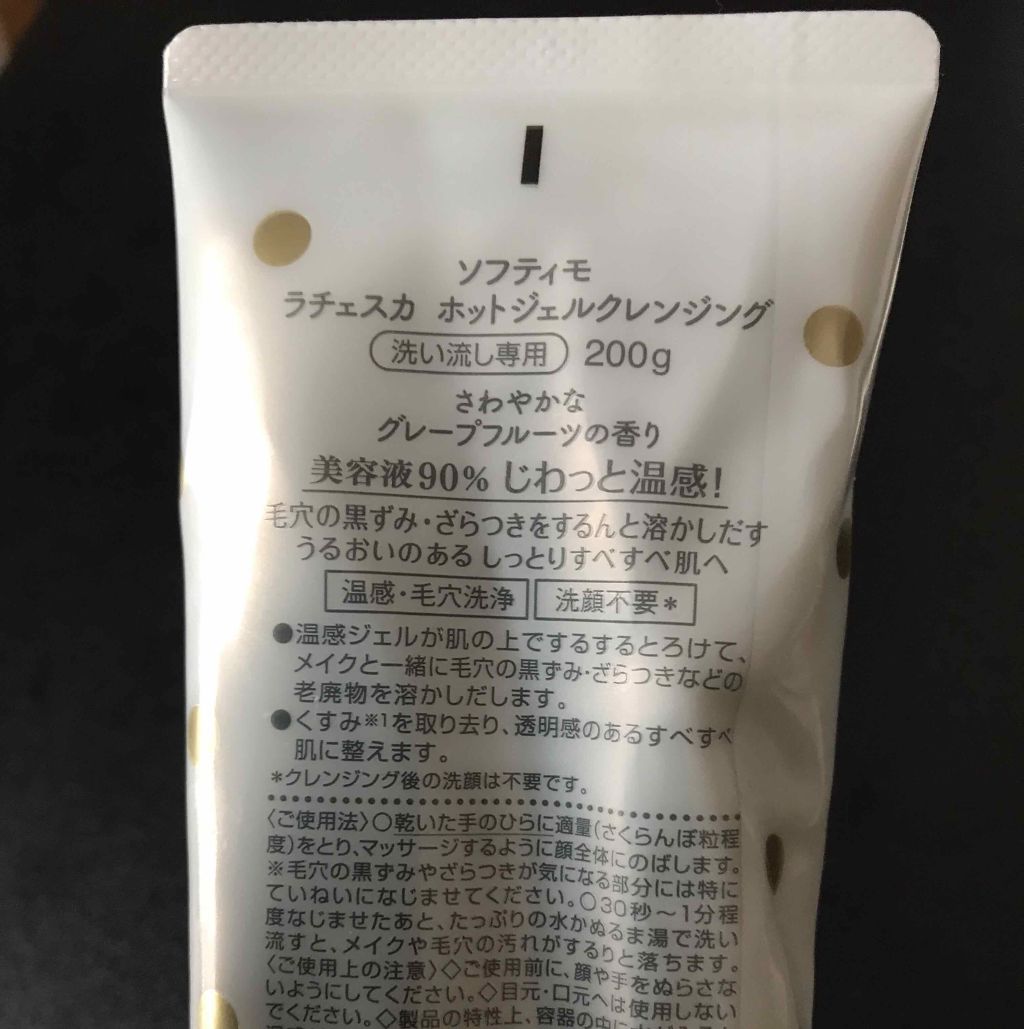 ソフティモ
ラチェスカ ホットジェルクレンジング
洗い流し専用 200g
さわやかな
グレープフルーツの香り
美容液90% じわっと温感!
毛穴の黒ずみ・ざらつきをするんと溶かしだす
うるおいのある しっとりすべすべ肌へ
温感・毛穴洗浄 洗顔不要*
●温感ジェルが肌の上でするするとろけて、
メイクと一緒に毛穴の黒ずみ・ざらつきなどの
老廃物を溶かしだします。
●くすみ※1を取り去り、透明感のあるすべすべ
肌に整えます。
*クレンジング後の洗顔は不要です。
〈ご使用法〉○乾いた手のひらに適量(さくらんぼ粒程
度)をとり、マッサージするように顔全体にのばします。
※毛穴の黒ずみやざらつきが気になる部分には特に
ていねいになじませてください。○30秒〜1分程
度なじませたあと、たっぷりの水かぬるま湯で洗い
流すと、メイクや毛穴の汚れがするりと落ちます。
〈ご使用上の注意〉◇ご使用前に、顔や手をぬらさな
いようにしてください。◇目元・口元へは使用しない
でください。◇製品の特性上、容器の中に